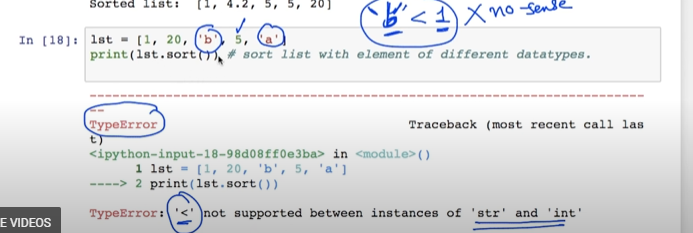 Sorted list: [1, 4.2, 5, 5, 20]
'b' < 1 X no-sense
In [18]: lst = [1, 20, 'b', 5, 'a']
print(lst.sort()) # sort list with element of different datatypes.
---------------------------------------------------------------------------
TypeError Traceback (most recent call las
t)
<ipython-input-18-98d08ff0e3ba> in <module>()
1 lst = [1, 20, 'b', 5, 'a']
----> 2 print(lst.sort())
TypeError: '<' not supported between instances of 'str' and 'int'
E VIDEOS